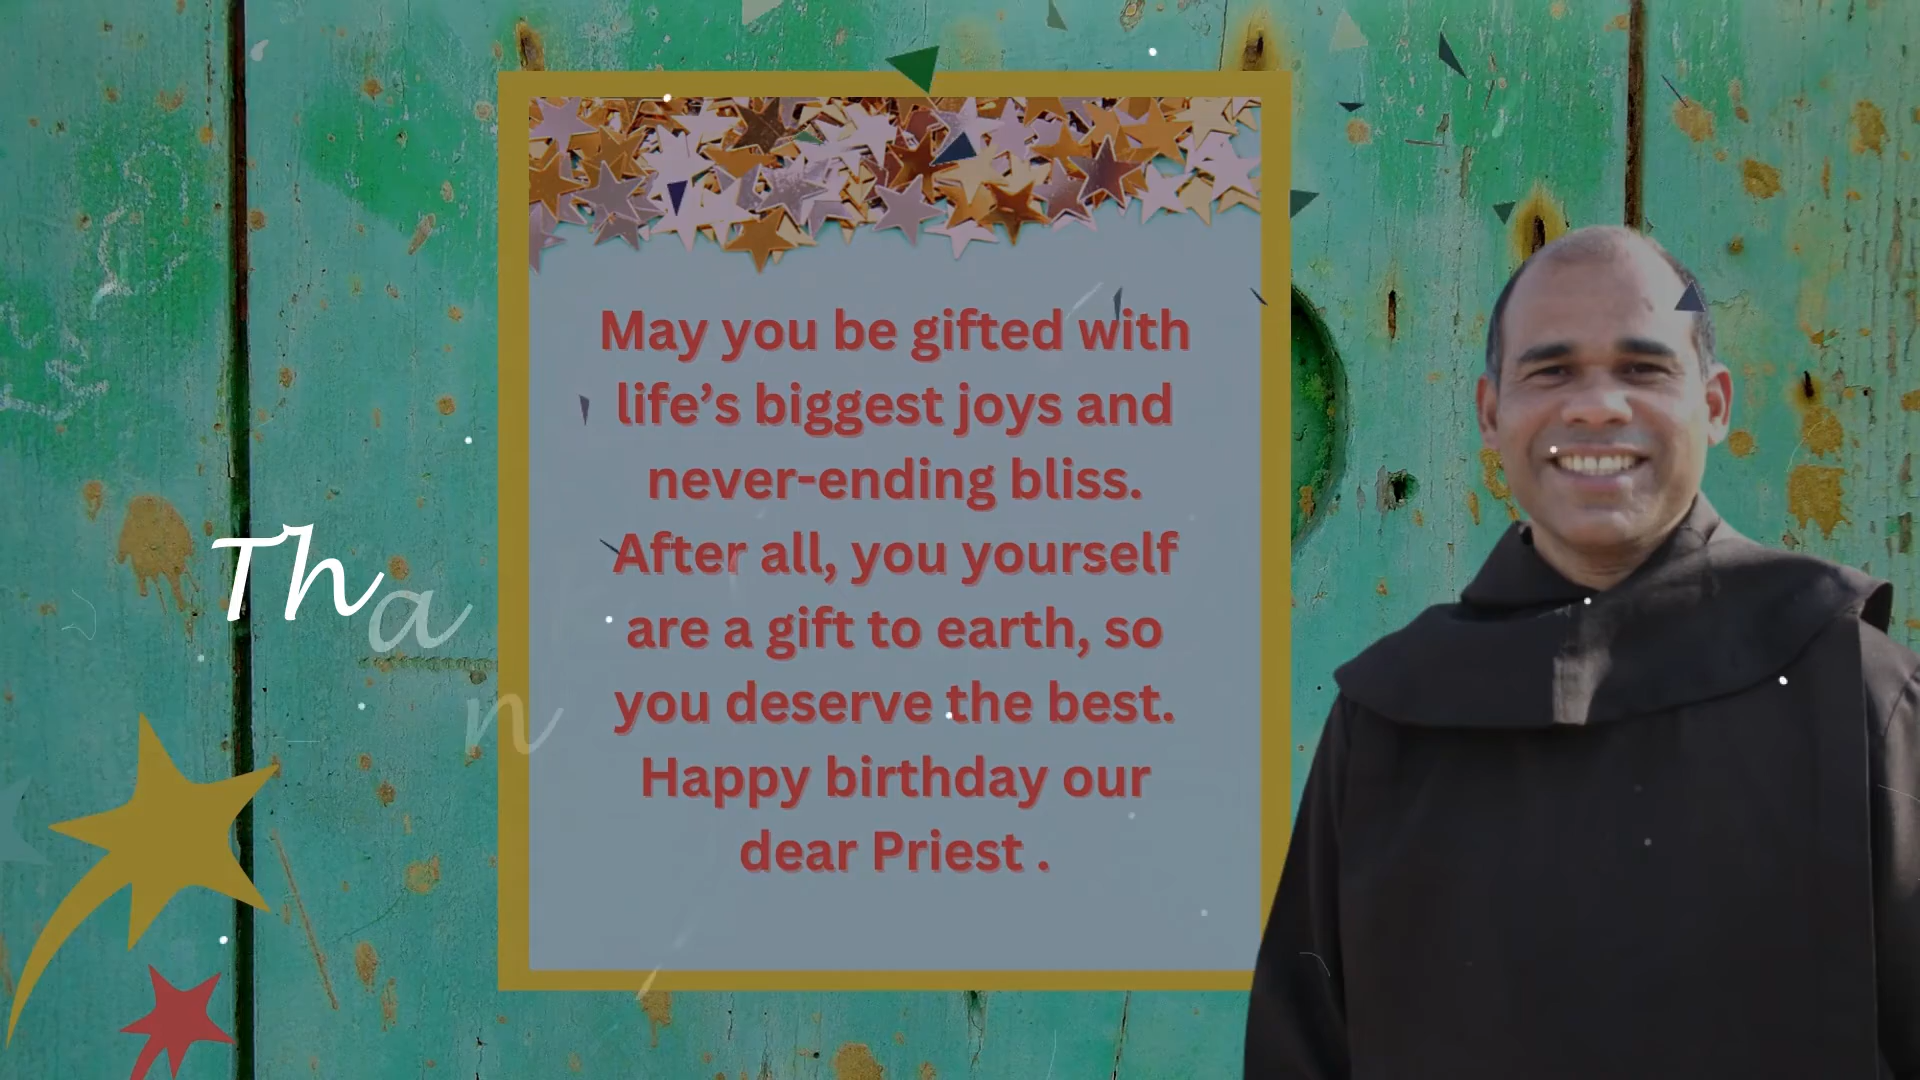 May you be gifted with
life’s biggest joys and
never-ending bliss.
After all, you yourself
are a gift to earth, so
you deserve the best.
Happy birthday our
dear Priest .
Than